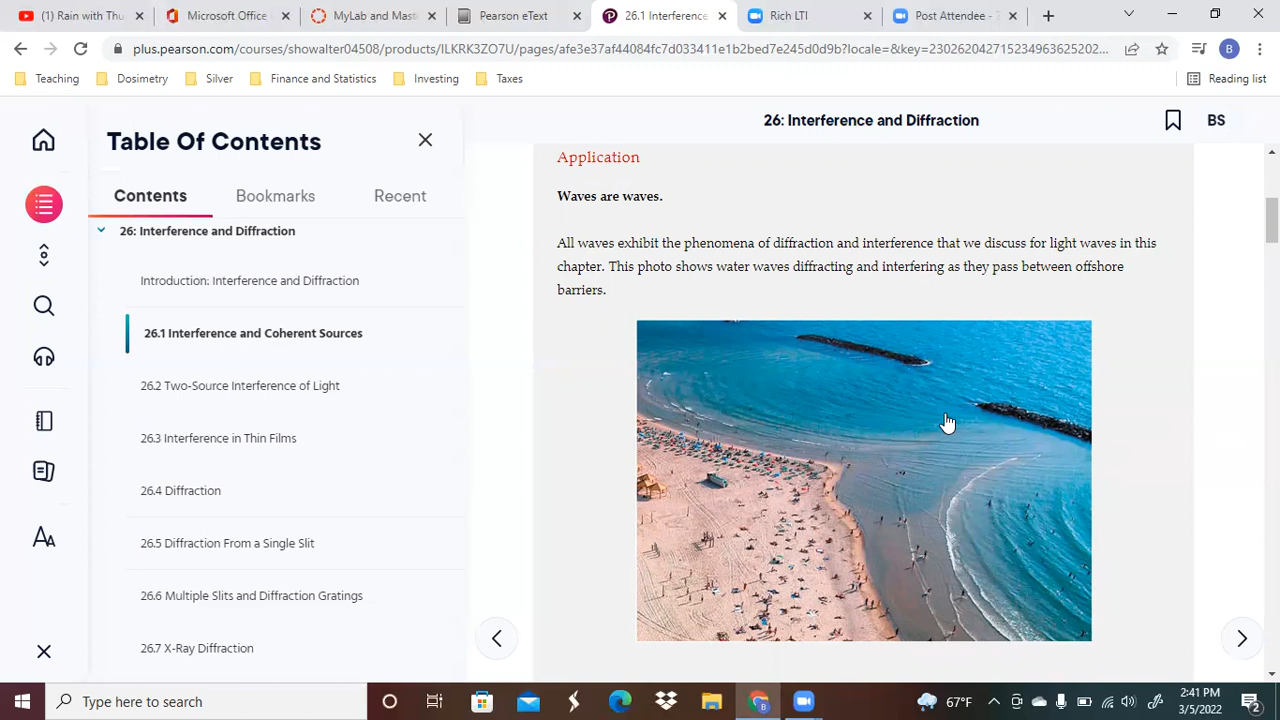 (1) Rain with Thu
Microsoft Office
MyLab and Mast
Pearson eText
26.1 Interference
Rich LTI
Post Attendee - Z
plus.pearson.com/courses/showalter04508/products/ILKRK3ZO7U/pages/afe3e37af44084fc7d033411e1b2bed7e245d0d9b?locale=&key=230262042715234963625202...
B
Teaching
Dosimetry
Silver
Finance and Statistics
Investing
Taxes
Reading list
Table Of Contents
Contents
Bookmarks
Recent
26: Interference and Diffraction
Introduction: Interference and Diffraction
26.1 Interference and Coherent Sources
26.2 Two-Source Interference of Light
26.3 Interference in Thin Films
26.4 Diffraction
26.5 Diffraction From a Single Slit
26.6 Multiple Slits and Diffraction Gratings
26.7 X-Ray Diffraction
26: Interference and Diffraction
BS
Application
Waves are waves.
All waves exhibit the phenomena of diffraction and interference that we discuss for light waves in this
chapter. This photo shows water waves diffracting and interfering as they pass between offshore
barriers.
Type here to search
67°F
2:41 PM
3/5/2022
2